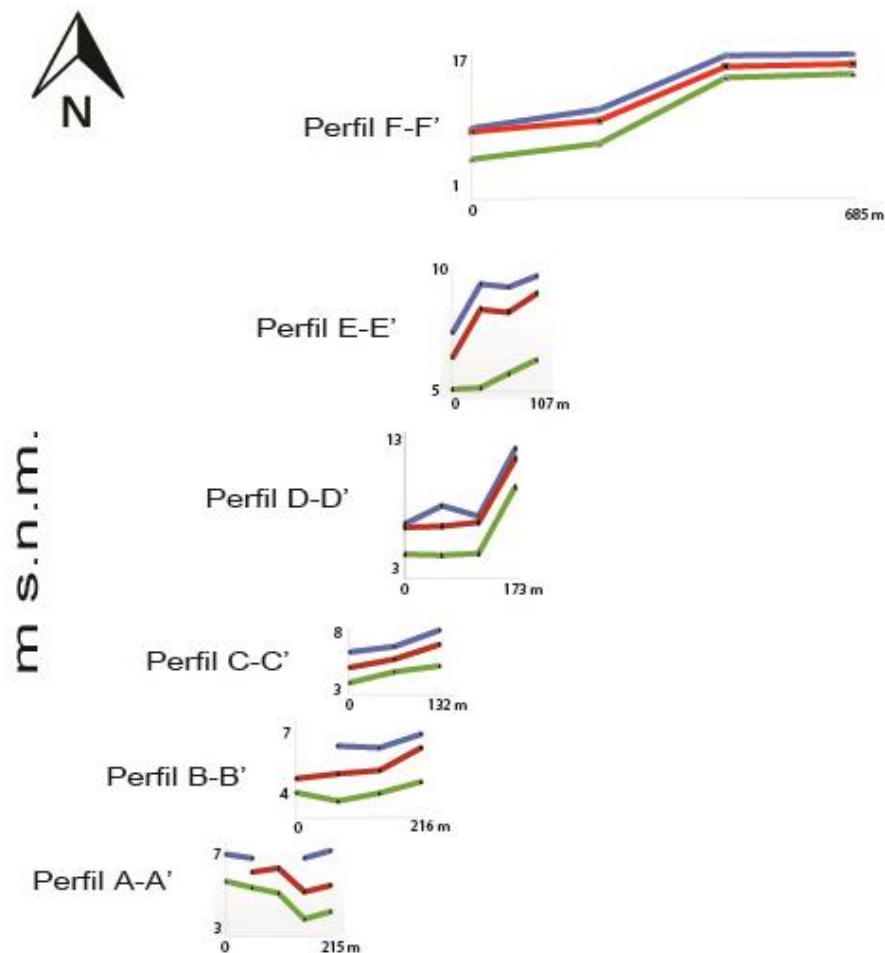 N
m s.n.m.
17
Perfil F-F’
1
0 685 m
10
Perfil E-E’
5
0 107 m
13
Perfil D-D’
3
0 173 m
8
Perfil C-C’
3
0 132 m
7
Perfil B-B’
4
0 216 m
7
Perfil A-A’
3
0 215 m